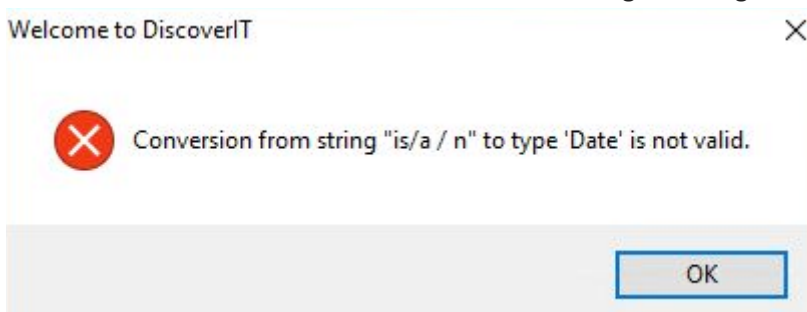 Welcome to DiscoverIT
Conversion from string "is/a / n" to type 'Date' is not valid.
OK